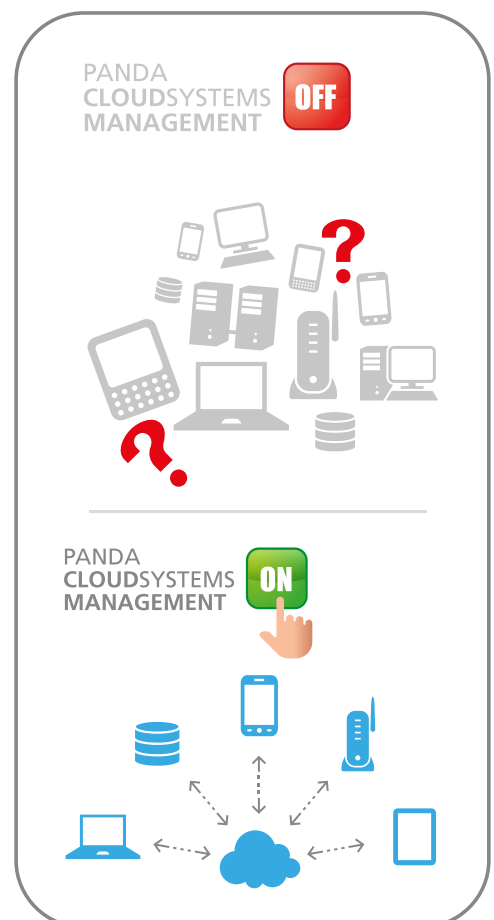 PANDA
CLOUDSYSTEMS
MANAGEMENT
OFF
?
?
PANDA
CLOUDSYSTEMS
MANAGEMENT
ON